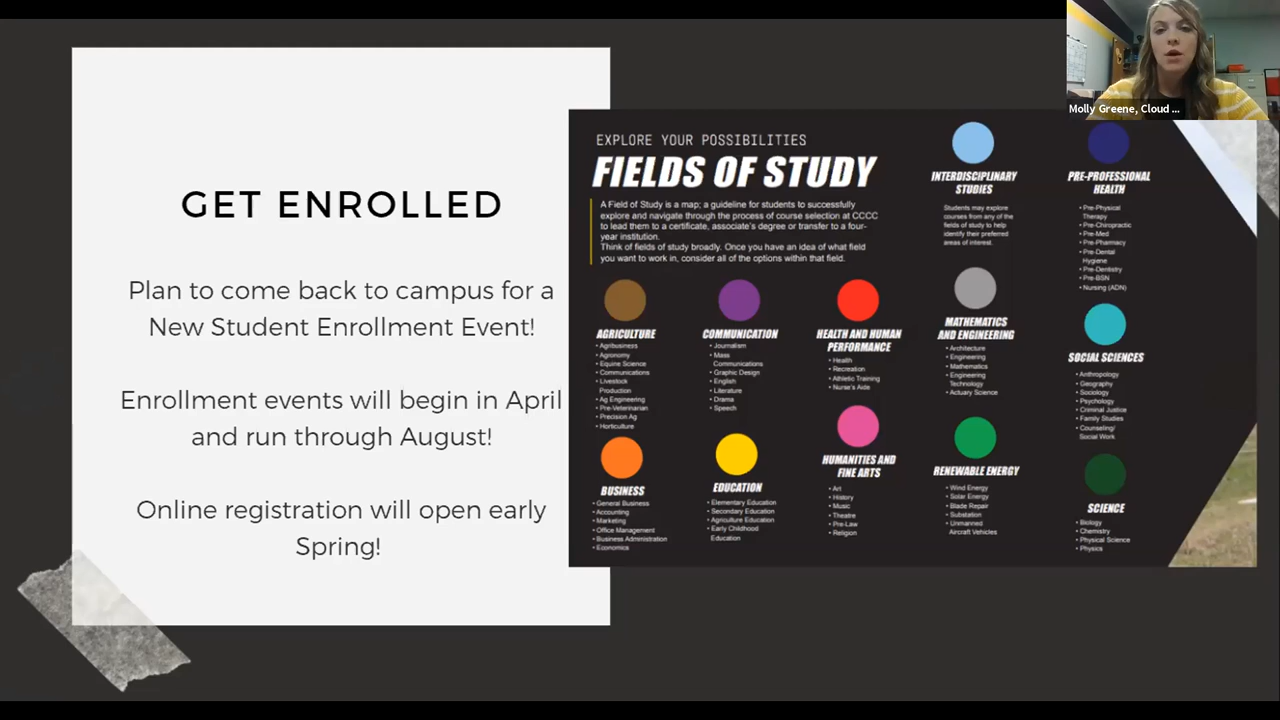 GET ENROLLED
Plan to come back to campus for a
New Student Enrollment Event!
Enrollment events will begin in April
and run through August!
Online registration will open early
Spring!
EXPLORE YOUR POSSIBILITIES
FIELDS OF STUDY
A Field of Study is a map; a guideline for students to successfully
explore and navigate through the process of course selection at CCCC
to lead them to a certificate, associate's degree or transfer to a four-
year institution.
Think of fields of study broadly. Once you have an idea of what field
you want to work in, consider all of the options within that field.
AGRICULTURE
• Agribusiness
• Agronomy
• Equine Science
• Communications
• Livestock
Production
• Ag Engineering
• Pre-Veterinarian
• Precision Ag
• Horticulture
BUSINESS
• General Business
• Accounting
• Marketing
• Office Management
• Business Administration
• Economics
COMMUNICATION
• Journalism
• Mass
Communications
• Graphic Design
• English
• Literature
• Drama
• Speech
EDUCATION
• Elementary Education
• Secondary Education
• Agriculture Education
• Early Childhood
Education
HEALTH AND HUMAN
PERFORMANCE
• Health
• Recreation
• Athletic Training
• Nurse's Aide
HUMANITIES AND
FINE ARTS
• Art
• History
• Music
• Theatre
• Pre-Law
• Religion
INTERDISCIPLINARY
STUDIES
Students may explore
courses from any of the
fields of study to help
identify their preferred
areas of interest.
MATHEMATICS
AND ENGINEERING
• Architecture
• Engineering
• Mathematics
• Engineering
Technology
• Actuary Science
RENEWABLE ENERGY
• Wind Energy
• Solar Energy
• Blade Repair
• Substation
• Unmanned
Aircraft Vehicles
PRE-PROFESSIONAL
HEALTH
• Pre-Physical
Therapy
• Pre-Chiropractic
• Pre-Med
• Pre-Pharmacy
• Pre-Dental
Hygiene
• Pre-Dentistry
• Pre-BSN
• Nursing (ADN)
SOCIAL SCIENCES
• Anthropology
• Geography
• Sociology
• Psychology
• Criminal Justice
• Family Studies
• Counseling/
Social Work
SCIENCE
• Biology
• Chemistry
• Physical Science
• Physics
Molly Greene, Cloud ...